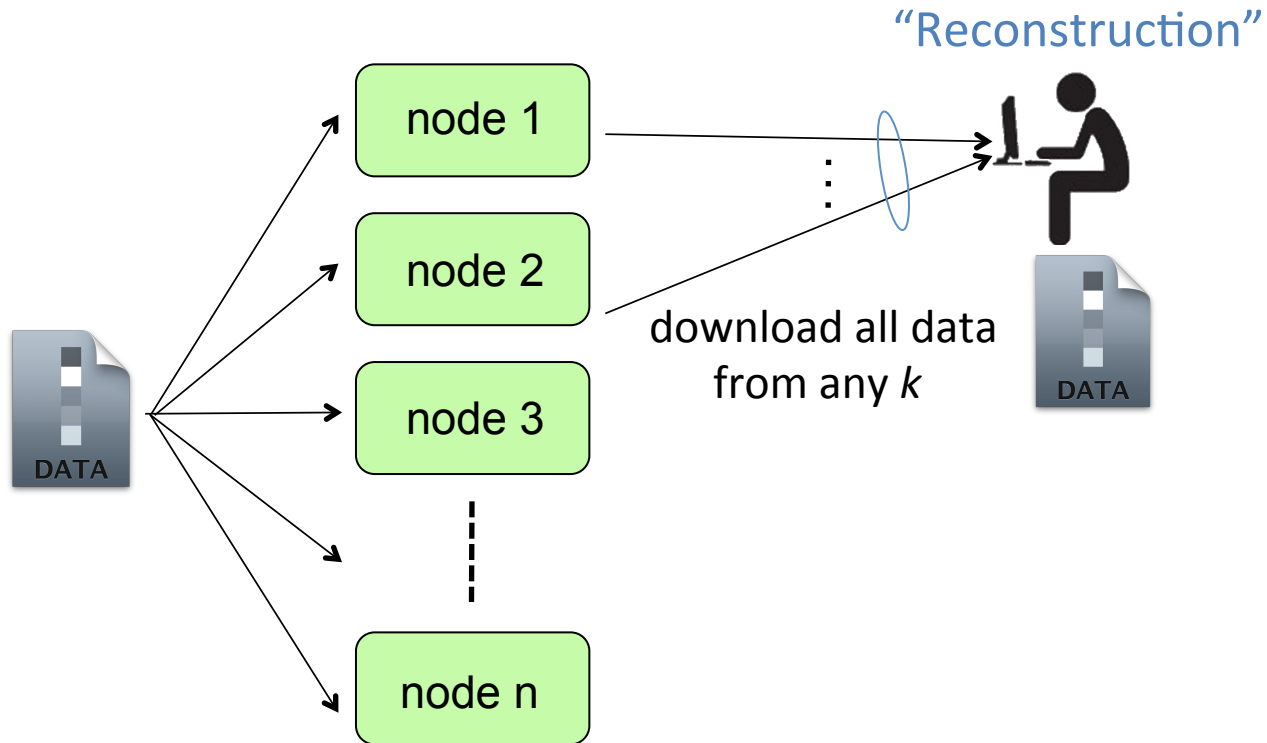 “Reconstruction”
node 1
node 2
node 3
node n
download all data
from any k
DATA
DATA